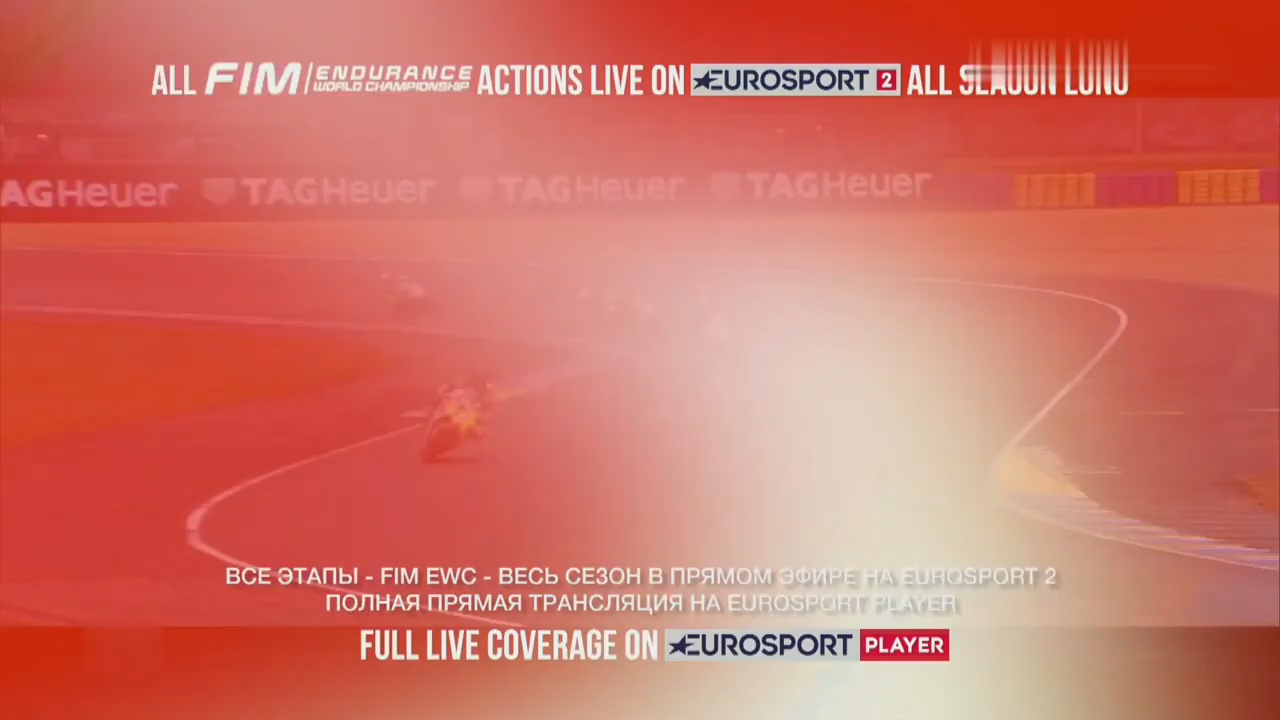 ALL FIM ENDURANCE WORLD CHAMPIONSHIP ACTIONS LIVE ON EUROSPORT 2 ALL
AGHeuer TAGHeuer TAGHeuer TAGHeuer
ВСЕ ЭТАПЫ - FIM EWC - ВЕСЬ СЕЗОН В ПРЯМОМ ЭФИРЕ НА EUROSPORT 2
ПОЛНАЯ ПРЯМАЯ ТРАНСЛЯЦИЯ НА EUROSPORT PLAYER
FULL LIVE COVERAGE ON EUROSPORT PLAYER